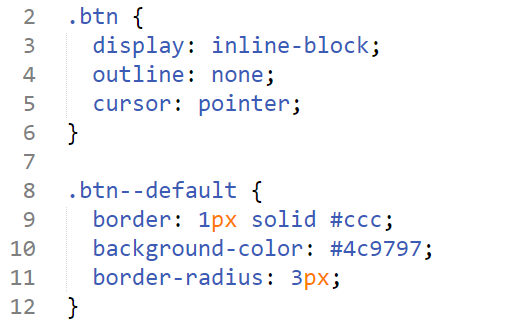 2 .btn {
3   display: inline-block;
4   outline: none;
5   cursor: pointer;
6 }
7
8 .btn--default {
9   border: 1px solid #ccc;
10   background-color: #4c9797;
11   border-radius: 3px;
12 }